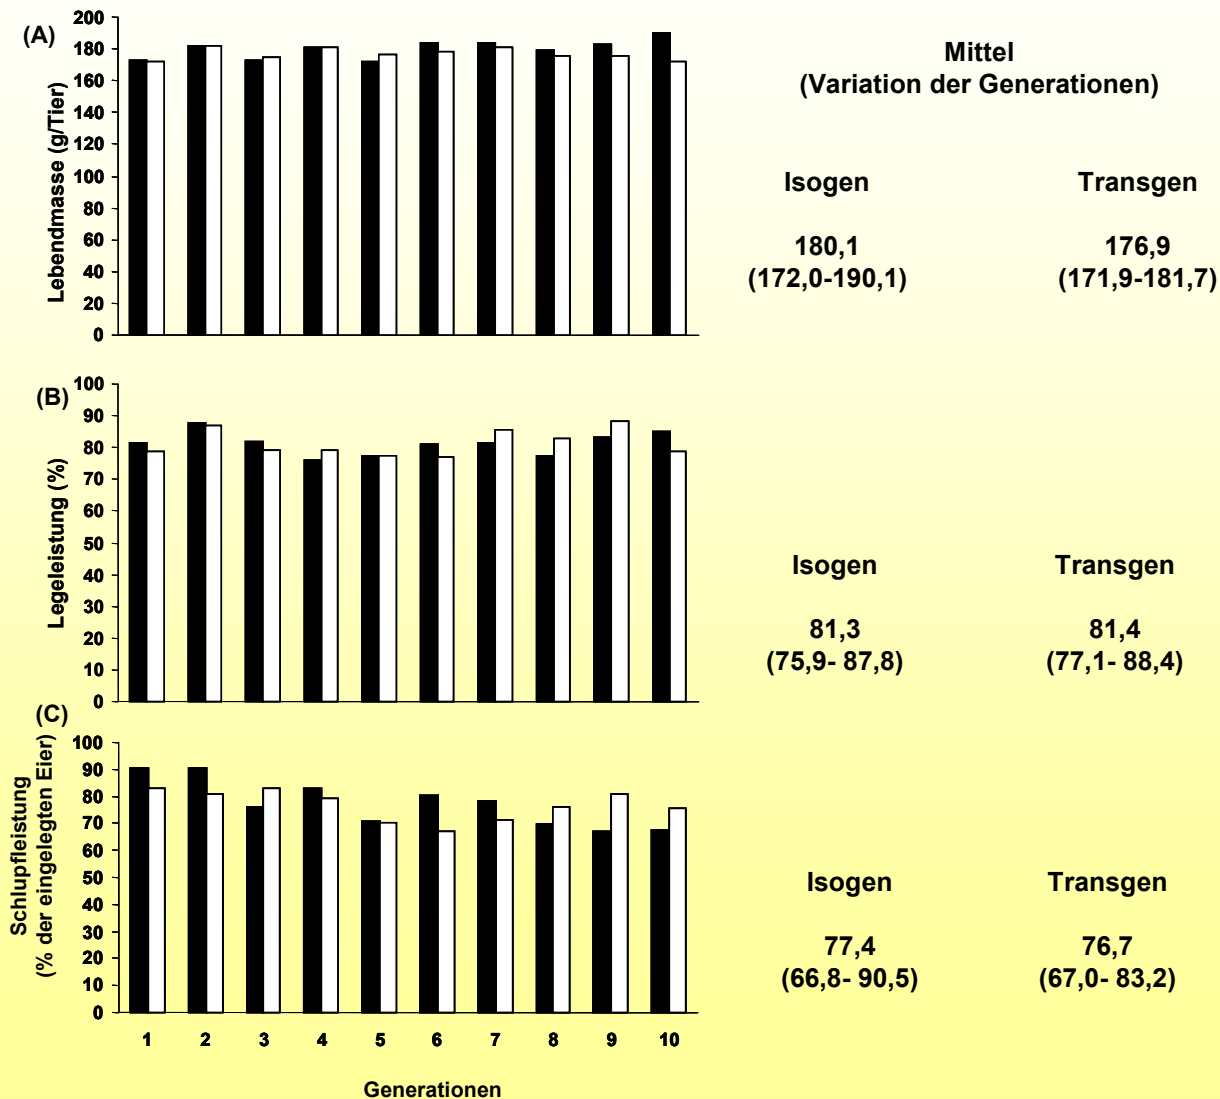 (A)
Lebendmasse (g/Tier)
200
180
160
140
120
100
80
60
40
20
0
Mittel
(Variation der Generationen)
Isogen
Transgen
180,1
(172,0-190,1)
176,9
(171,9-181,7)
(B)
Legeleistung (%)
100
90
80
70
60
50
40
30
20
10
0
Isogen
Transgen
81,3
(75,9- 87,8)
81,4
(77,1- 88,4)
(C)
Schlupfleistung
(% der eingelegten Eier)
100
90
80
70
60
50
40
30
20
10
0
Isogen
Transgen
77,4
(66,8- 90,5)
76,7
(67,0- 83,2)
1 2 3 4 5 6 7 8 9 10
Generationen